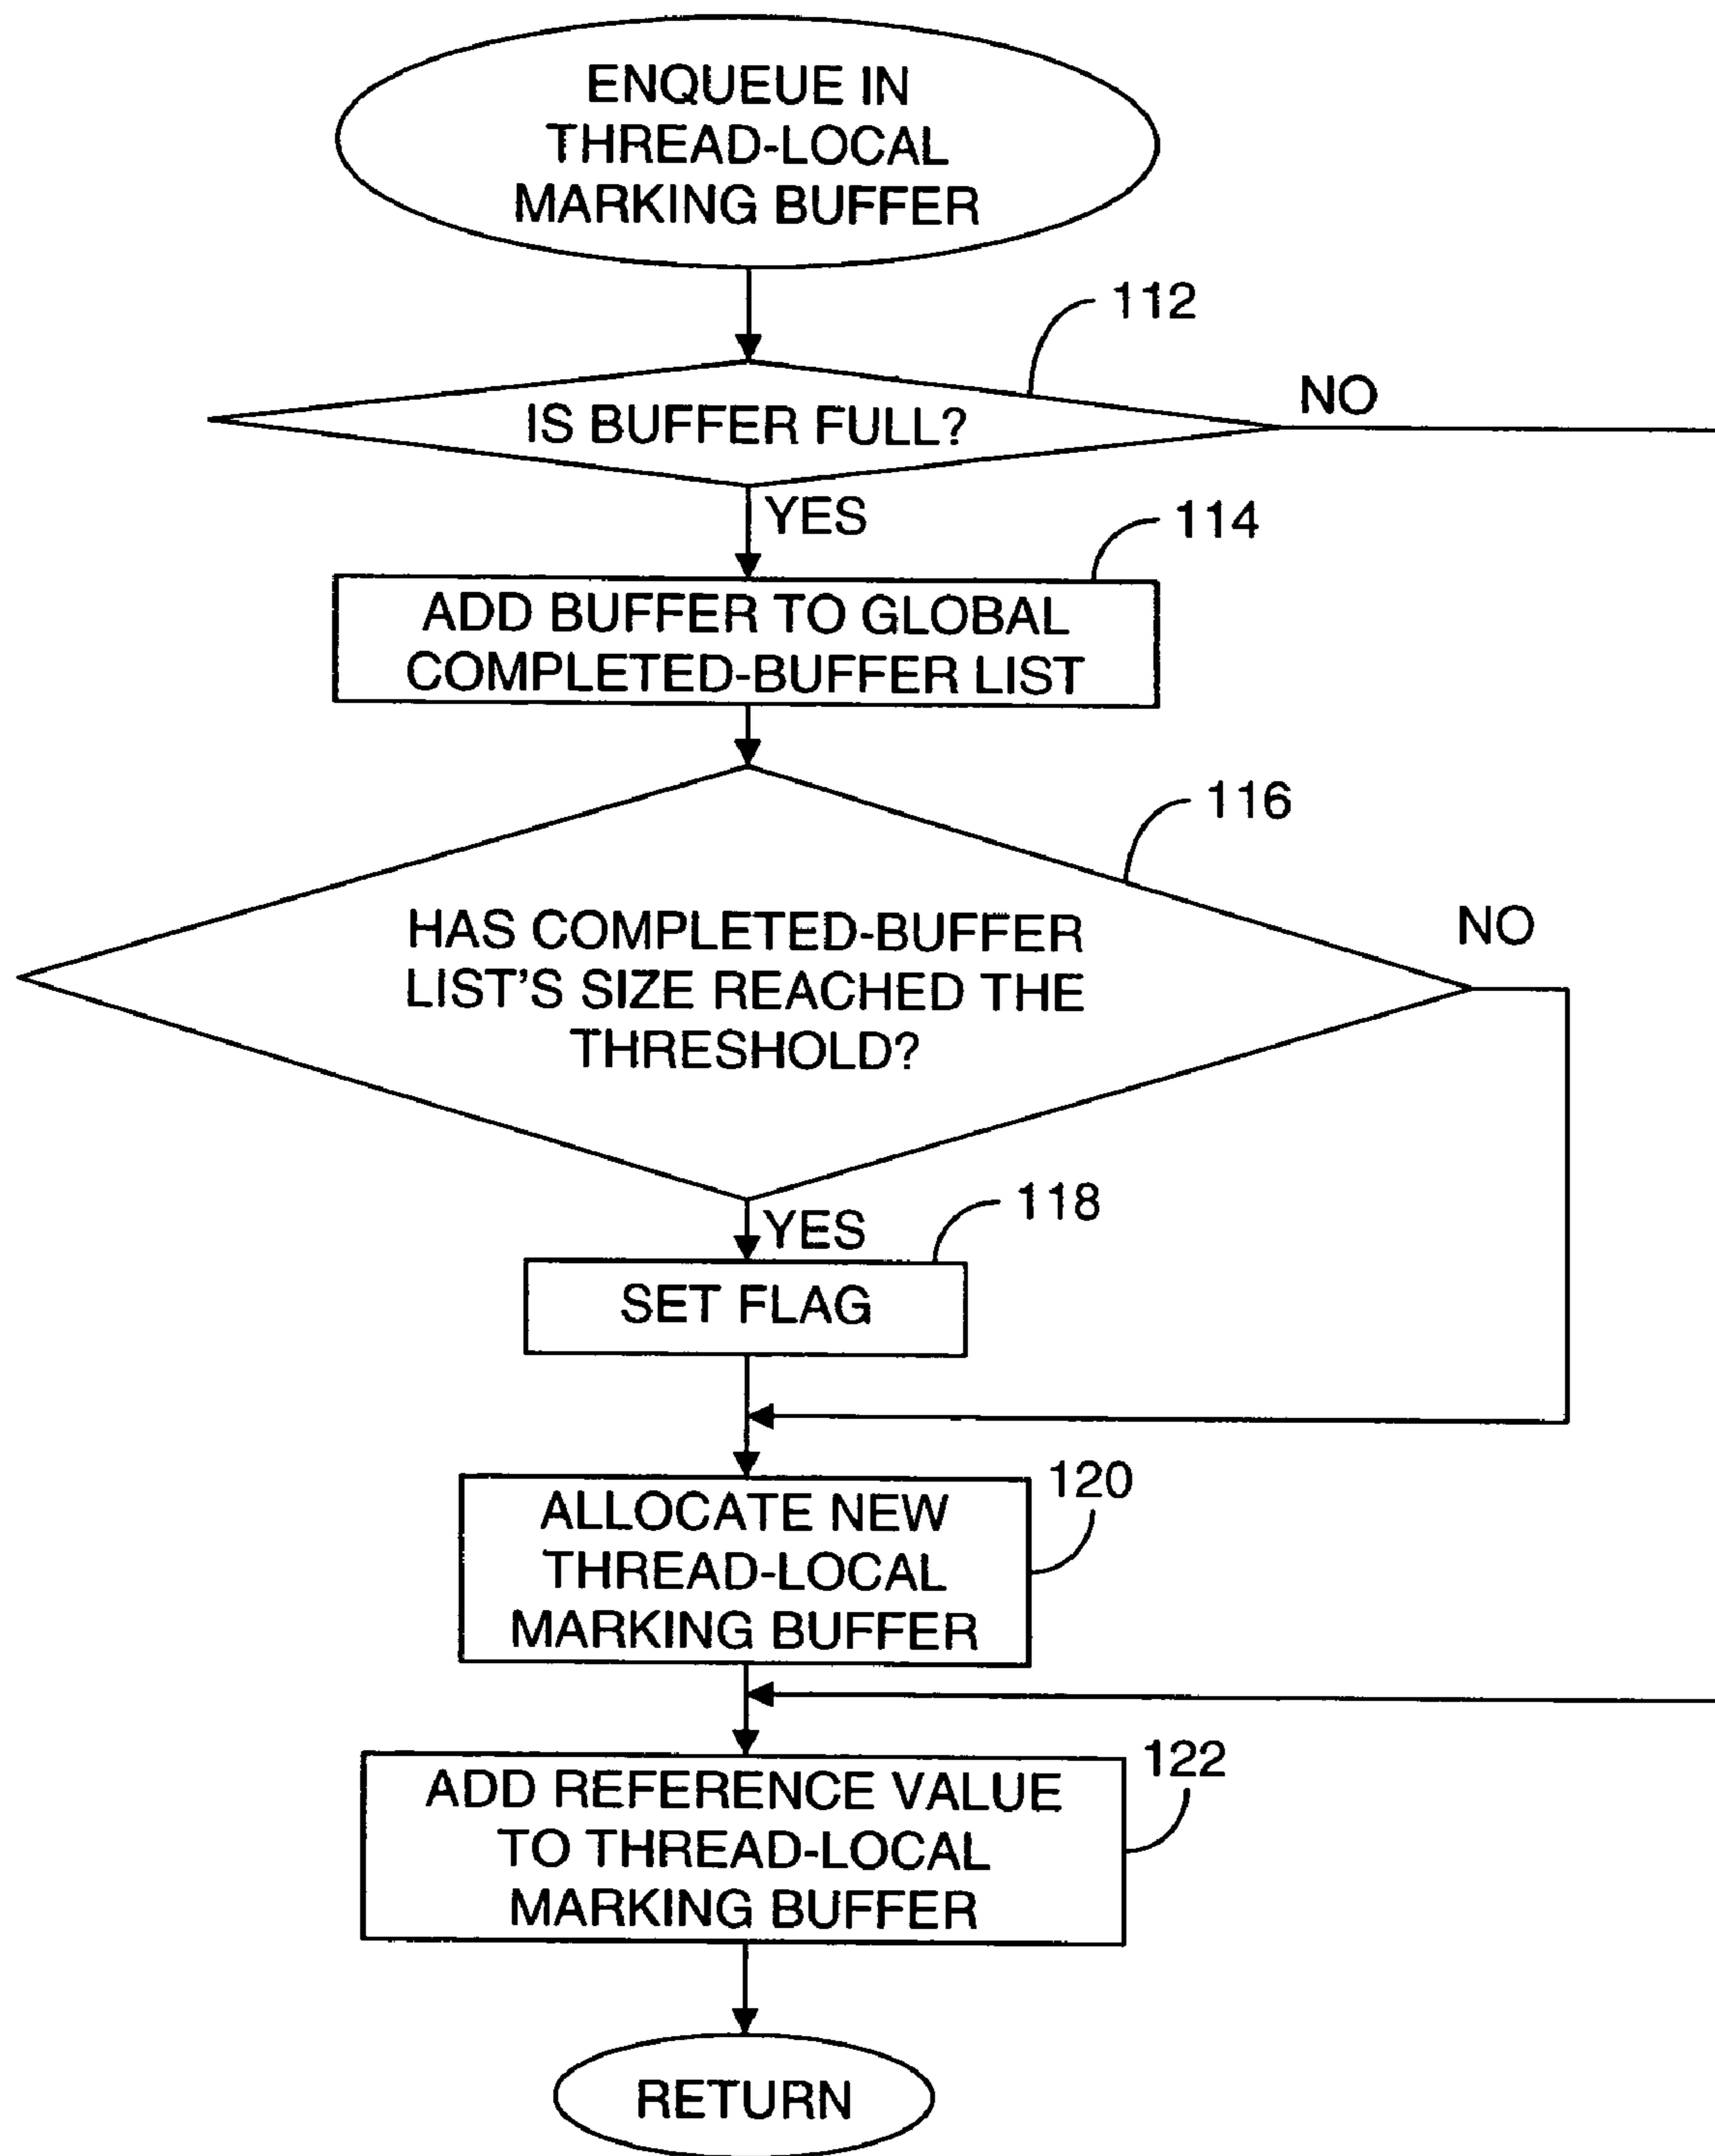 ENQUEUE IN
THREAD-LOCAL
MARKING BUFFER
112
IS BUFFER FULL?
NO
YES
114
ADD BUFFER TO GLOBAL
COMPLETED-BUFFER LIST
116
HAS COMPLETED-BUFFER
LIST'S SIZE REACHED THE
THRESHOLD?
NO
YES
118
SET FLAG
120
ALLOCATE NEW
THREAD-LOCAL
MARKING BUFFER
122
ADD REFERENCE VALUE
TO THREAD-LOCAL
MARKING BUFFER
RETURN